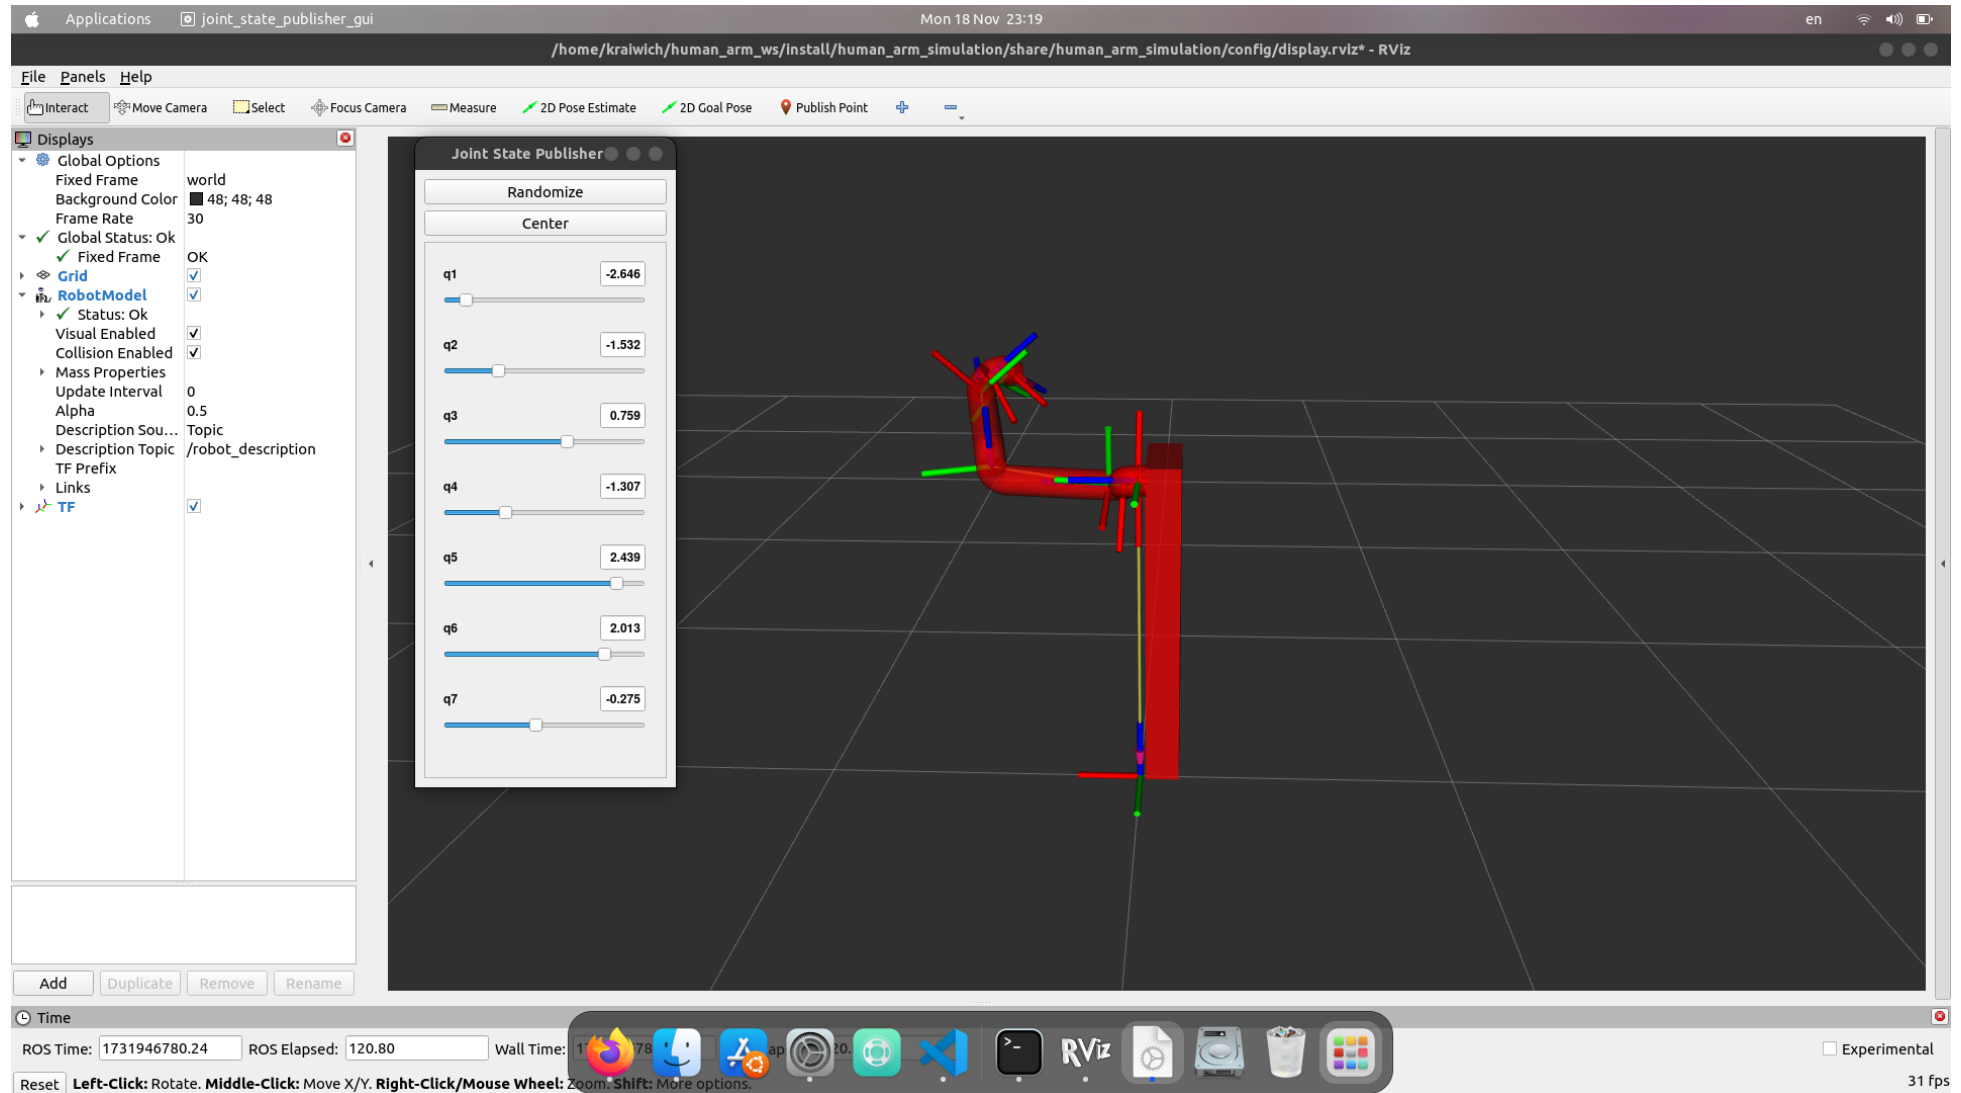 Applications joint_state_publisher_gui Mon 18 Nov 23:19 en
/home/kraiwich/human_arm_ws/install/human_arm_simulation/share/human_arm_simulation/config/display.rviz* - RViz
File Panels Help
Interact Move Camera Select Focus Camera Measure 2D Pose Estimate 2D Goal Pose Publish Point
Displays
Global Options
Fixed Frame world
Background Color 48; 48; 48
Frame Rate 30
Global Status: Ok
Fixed Frame OK
Grid
RobotModel
Status: Ok
Visual Enabled
Collision Enabled
Mass Properties
Update Interval 0
Alpha 0.5
Description Sou... Topic
Description Topic /robot_description
TF Prefix
Links
TF
Joint State Publisher
Randomize
Center
q1 -2.646
q2 -1.532
q3 0.759
q4 -1.307
q5 2.439
q6 2.013
q7 -0.275
Add Duplicate Remove Rename
Time
ROS Time: 1731946780.24 ROS Elapsed: 120.80 Wall Time:
RViz
Experimental
Reset Left-Click: Rotate. Middle-Click: Move X/Y. Right-Click/Mouse Wheel: Zoom. Shift: More options.
31 fps